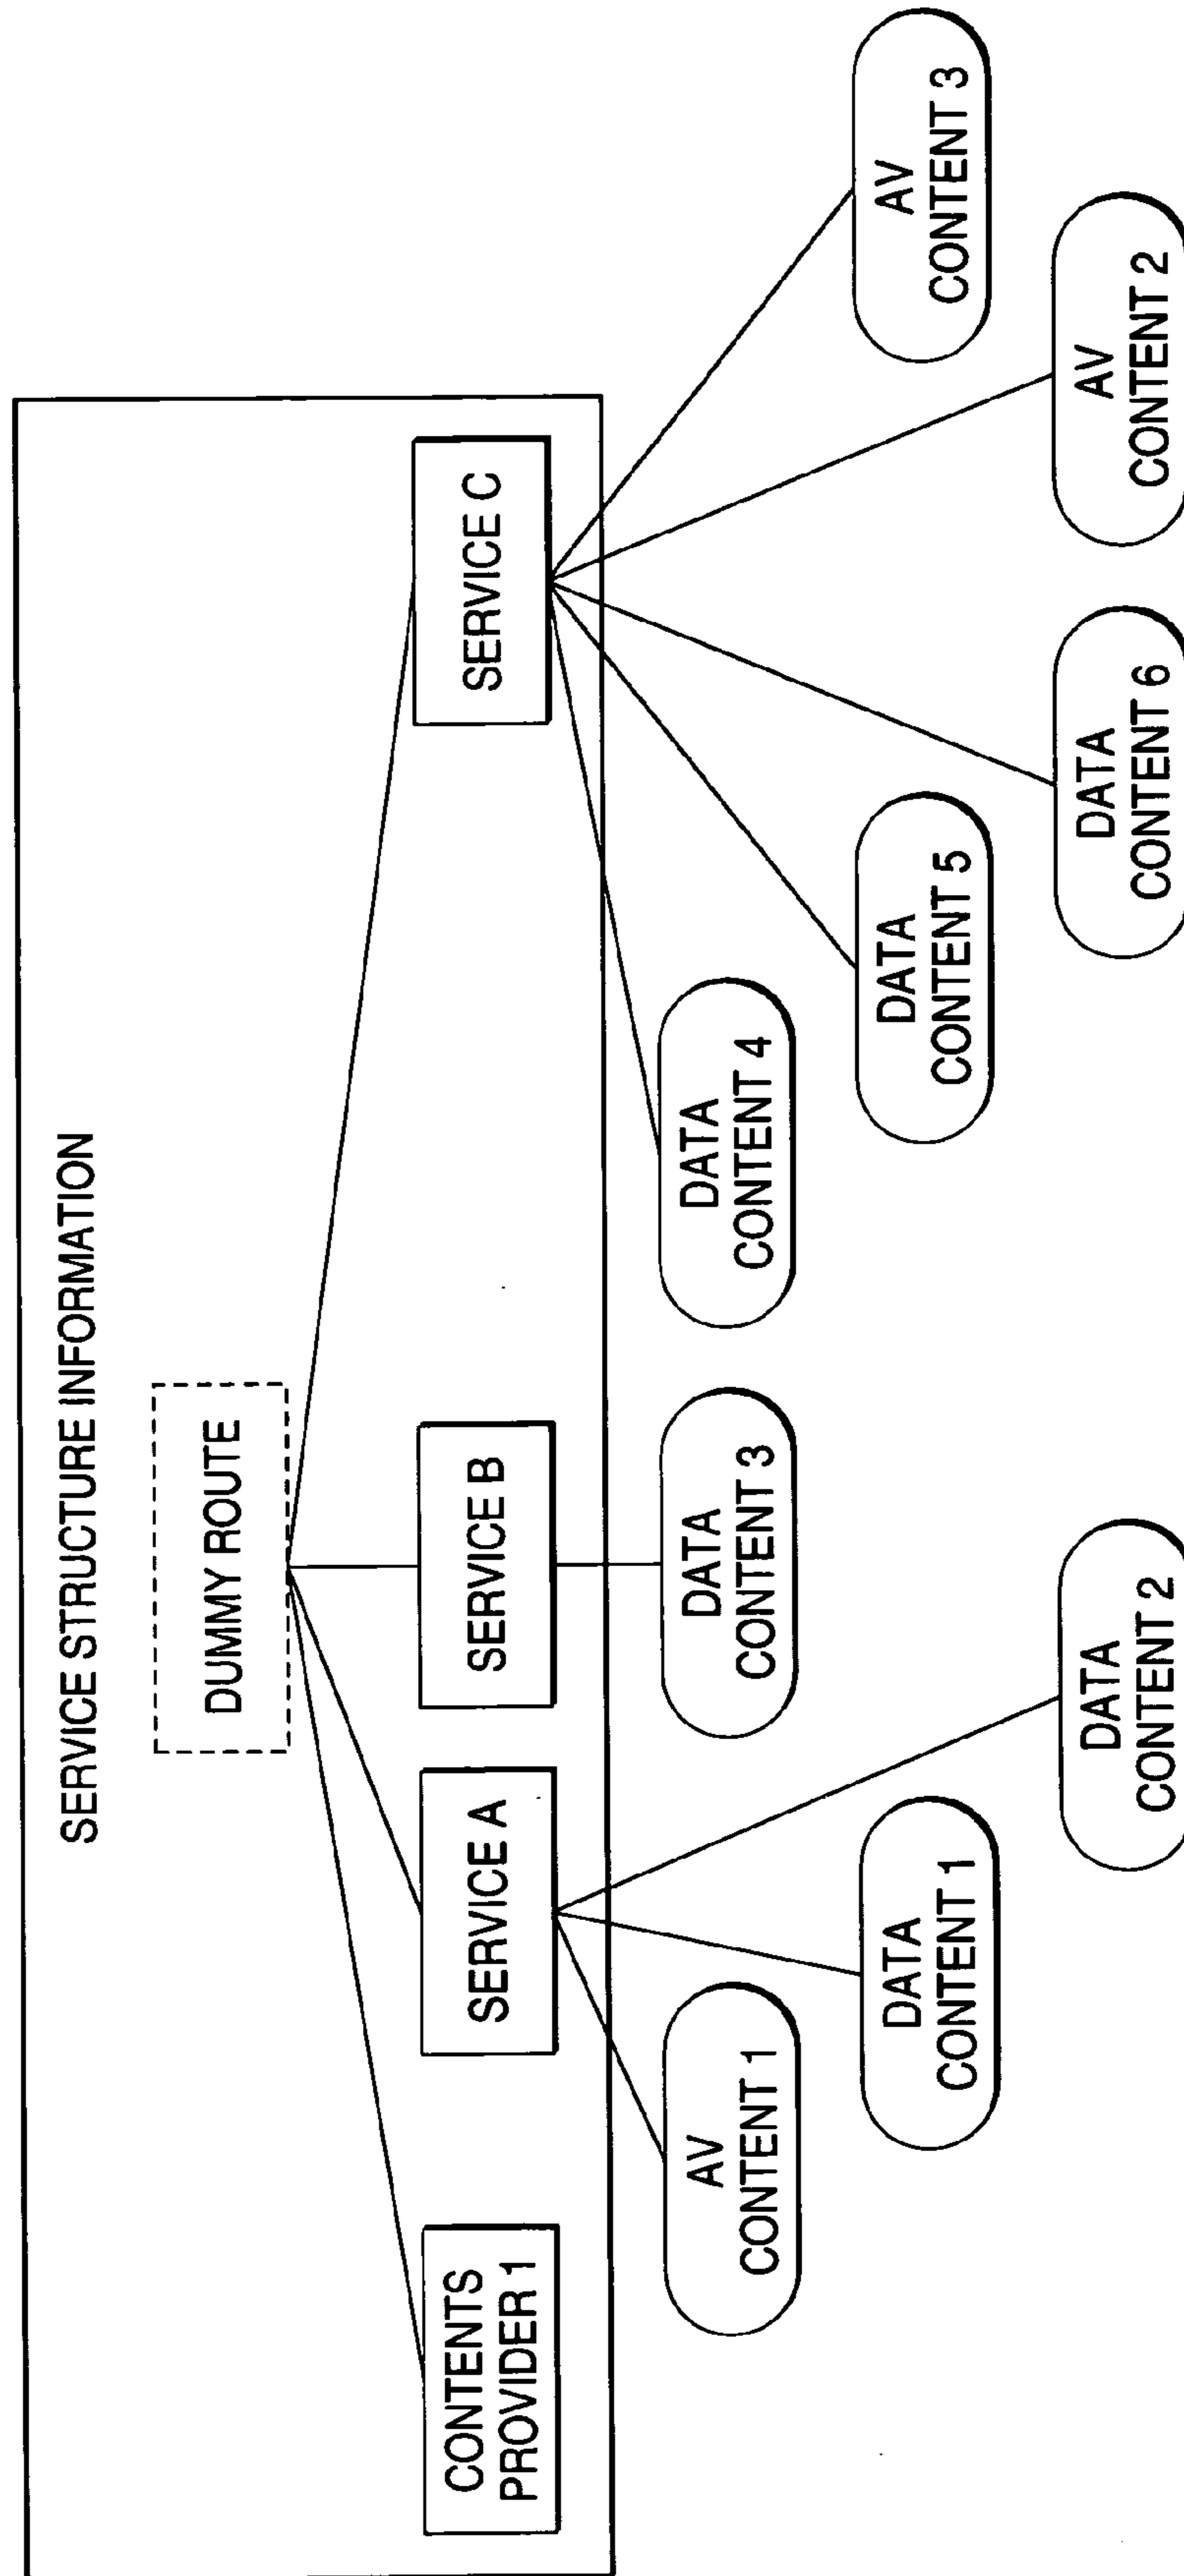 SERVICE STRUCTURE INFORMATION
DUMMY ROUTE
CONTENTS
PROVIDER 1
SERVICE A
SERVICE B
SERVICE C
AV
CONTENT 1
DATA
CONTENT 1
DATA
CONTENT 2
DATA
CONTENT 3
DATA
CONTENT 4
DATA
CONTENT 5
DATA
CONTENT 6
AV
CONTENT 2
AV
CONTENT 3